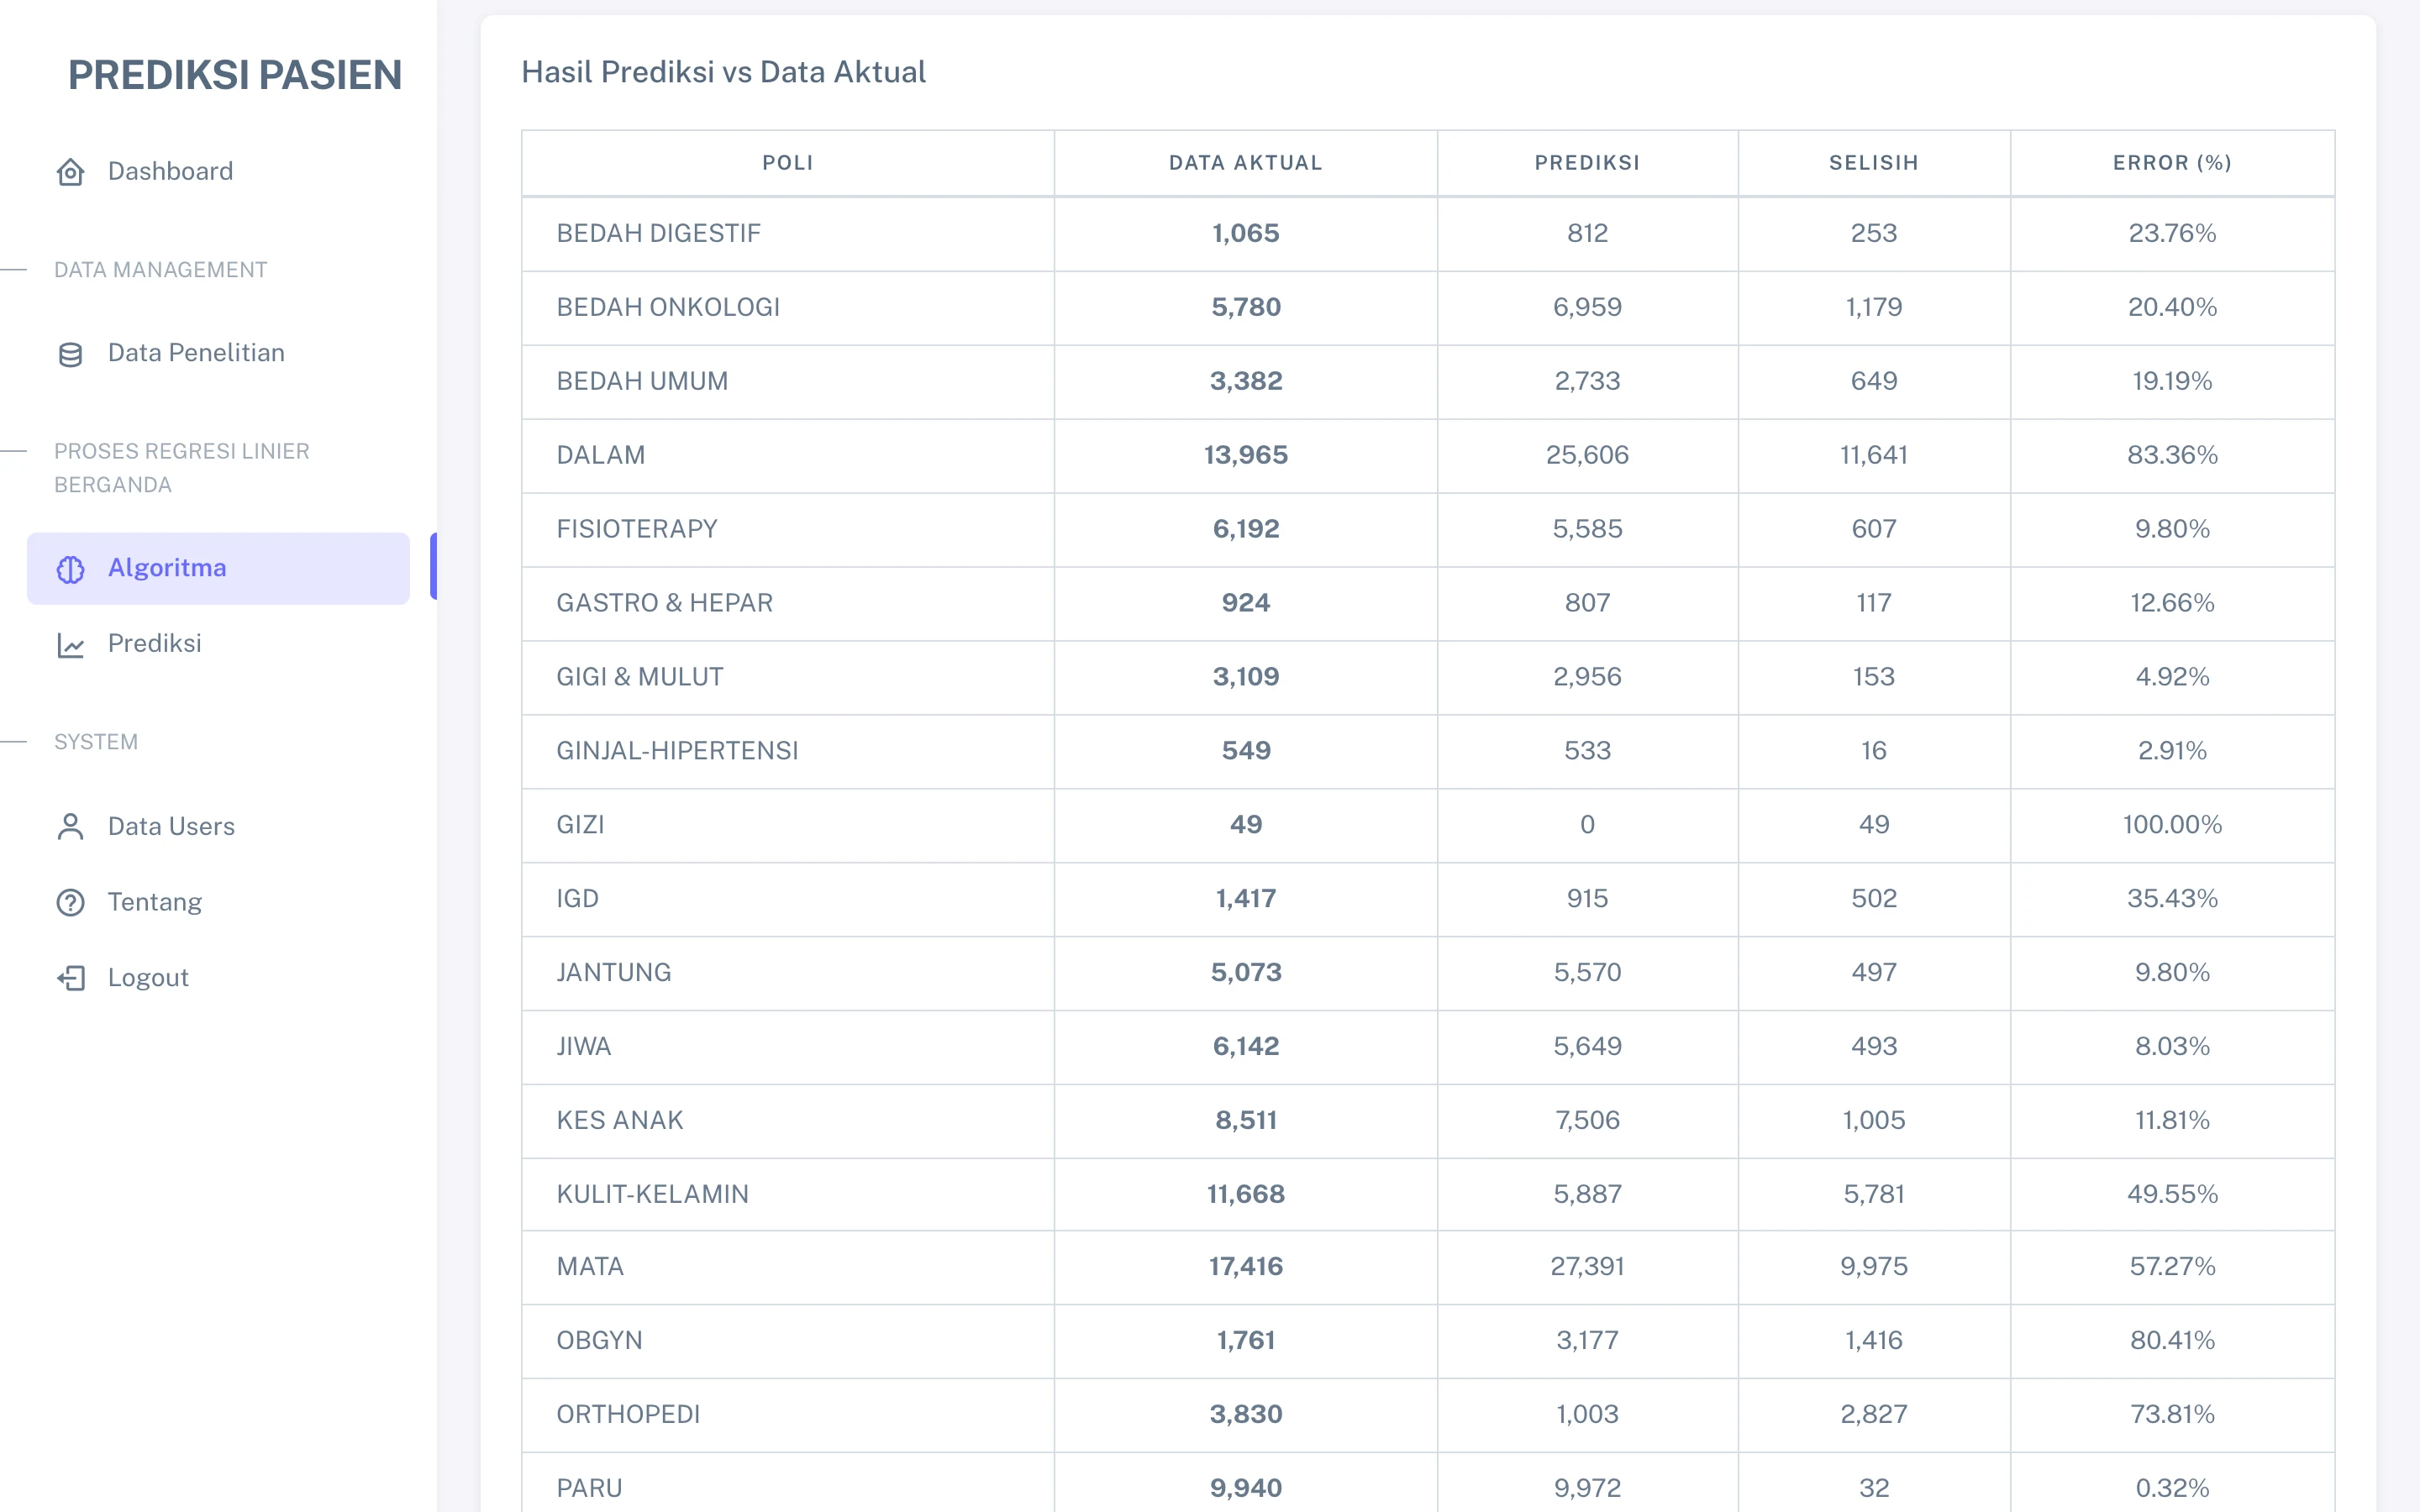 PREDIKSI PASIEN
Dashboard
DATA MANAGEMENT
Data Penelitian
PROSES REGRESI LINIER
BERGANDA
Algoritma
Prediksi
SYSTEM
Data Users
Tentang
Logout
Hasil Prediksi vs Data Aktual
POLI DATA AKTUAL PREDIKSI SELISIH ERROR (%)
BEDAH DIGESTIF 1,065 812 253 23.76%
BEDAH ONKOLOGI 5,780 6,959 1,179 20.40%
BEDAH UMUM 3,382 2,733 649 19.19%
DALAM 13,965 25,606 11,641 83.36%
FISIOTERAPY 6,192 5,585 607 9.80%
GASTRO & HEPAR 924 807 117 12.66%
GIGI & MULUT 3,109 2,956 153 4.92%
GINJAL-HIPERTENSI 549 533 16 2.91%
GIZI 49 0 49 100.00%
IGD 1,417 915 502 35.43%
JANTUNG 5,073 5,570 497 9.80%
JIWA 6,142 5,649 493 8.03%
KES ANAK 8,511 7,506 1,005 11.81%
KULIT-KELAMIN 11,668 5,887 5,781 49.55%
MATA 17,416 27,391 9,975 57.27%
OBGYN 1,761 3,177 1,416 80.41%
ORTHOPEDI 3,830 1,003 2,827 73.81%
PARU 9,940 9,972 32 0.32%